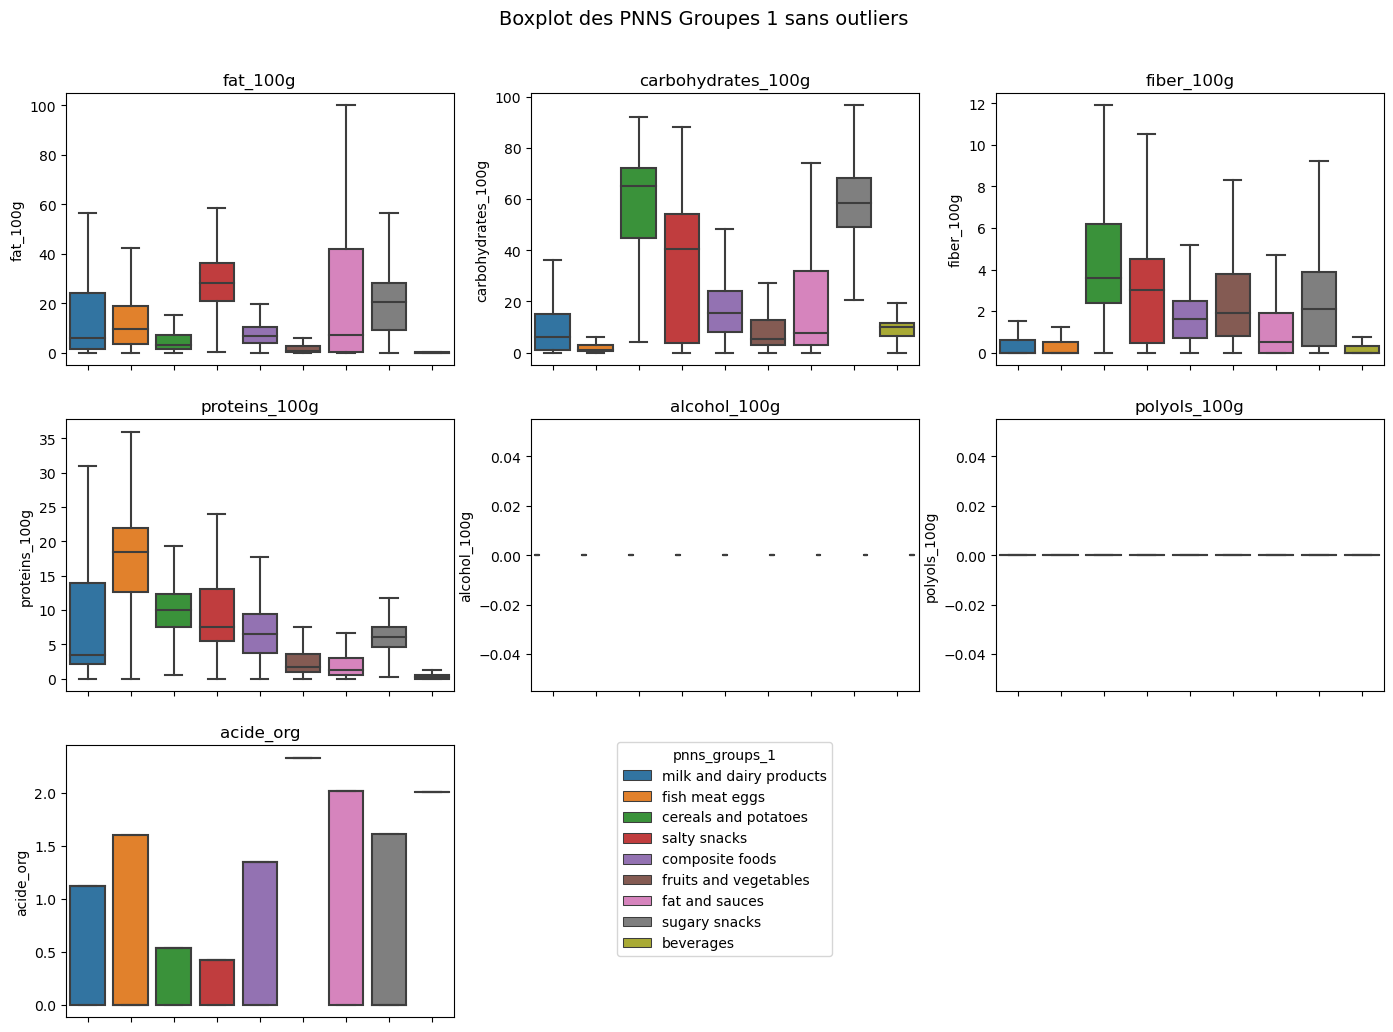 Boxplot des PNNS Groupes 1 sans outliers
fat_100g
carbohydrates_100g
fiber_100g
100
80
60
40
20
0
fat_100g
100
80
60
40
20
0
carbohydrates_100g
12
10
8
6
4
2
0
fiber_100g
proteins_100g
alcohol_100g
polyols_100g
35
30
25
20
15
10
5
0
proteins_100g
0.04
0.02
0.00
−0.02
−0.04
alcohol_100g
0.04
0.02
0.00
−0.02
−0.04
polyols_100g
acide_org
2.0
1.5
1.0
0.5
0.0
acide_org
pnns_groups_1
milk and dairy products
fish meat eggs
cereals and potatoes
salty snacks
composite foods
fruits and vegetables
fat and sauces
sugary snacks
beverages